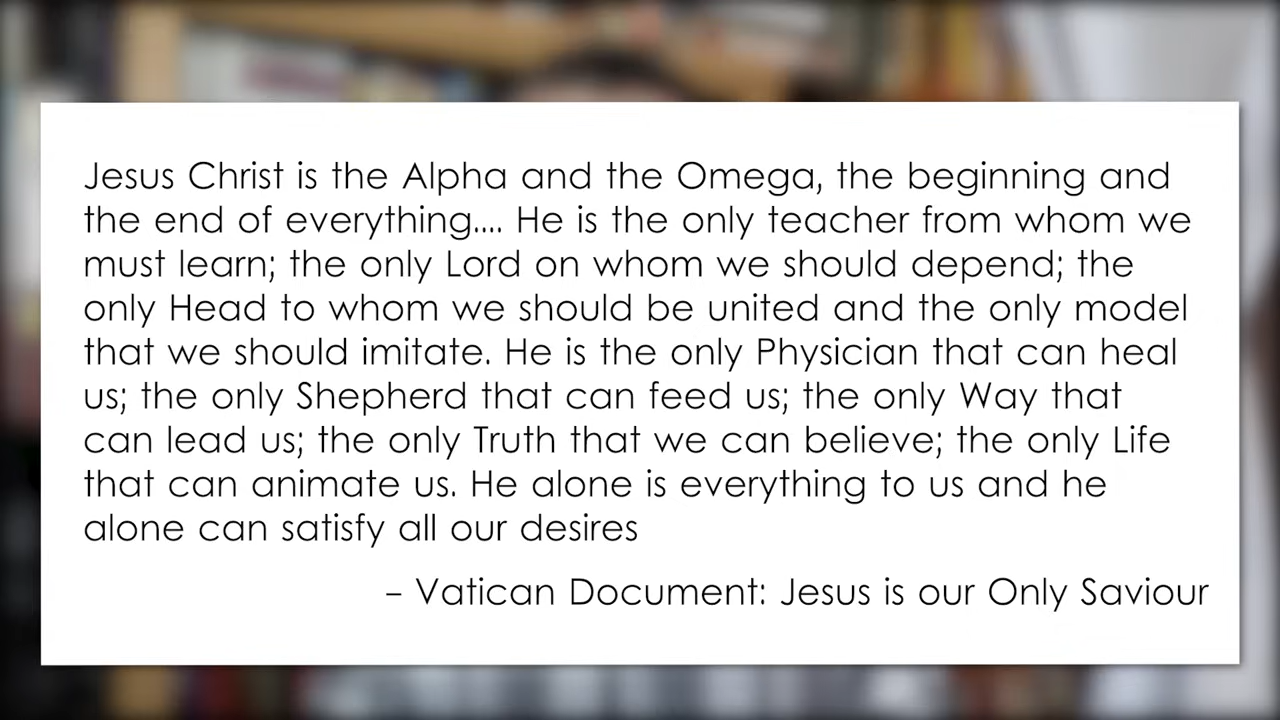 Jesus Christ is the Alpha and the Omega, the beginning and
the end of everything.... He is the only teacher from whom we
must learn; the only Lord on whom we should depend; the
only Head to whom we should be united and the only model
that we should imitate. He is the only Physician that can heal
us; the only Shepherd that can feed us; the only Way that
can lead us; the only Truth that we can believe; the only Life
that can animate us. He alone is everything to us and he
alone can satisfy all our desires
– Vatican Document: Jesus is our Only Saviour